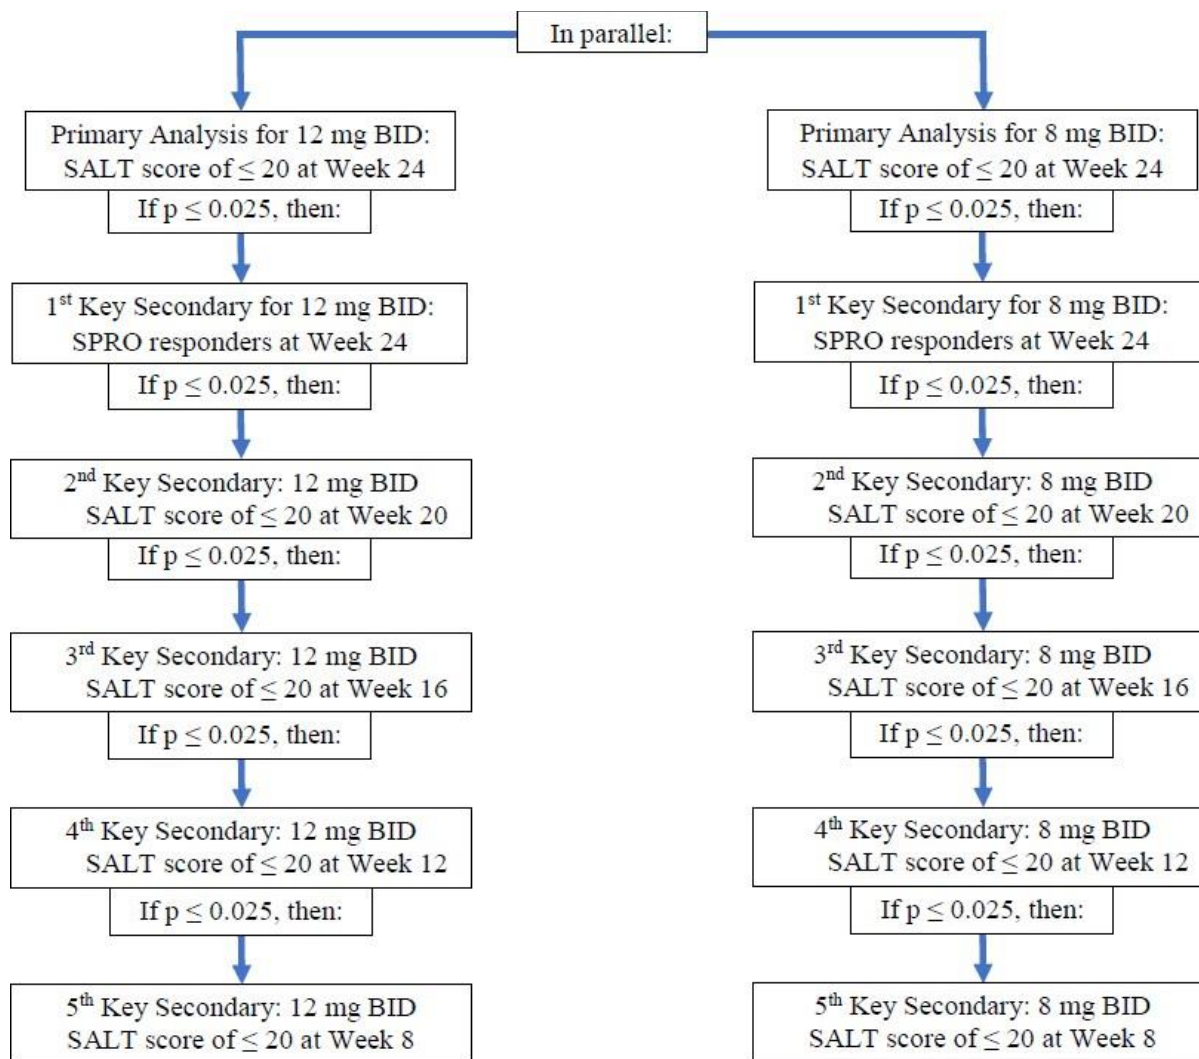 In parallel:
Primary Analysis for 12 mg BID:
SALT score of ≤ 20 at Week 24
If p ≤ 0.025, then:
1st Key Secondary for 12 mg BID:
SPRO responders at Week 24
If p ≤ 0.025, then:
2nd Key Secondary: 12 mg BID
SALT score of ≤ 20 at Week 20
If p ≤ 0.025, then:
3rd Key Secondary: 12 mg BID
SALT score of ≤ 20 at Week 16
If p ≤ 0.025, then:
4th Key Secondary: 12 mg BID
SALT score of ≤ 20 at Week 12
If p ≤ 0.025, then:
5th Key Secondary: 12 mg BID
SALT score of ≤ 20 at Week 8
Primary Analysis for 8 mg BID:
SALT score of ≤ 20 at Week 24
If p ≤ 0.025, then:
1st Key Secondary for 8 mg BID:
SPRO responders at Week 24
If p ≤ 0.025, then:
2nd Key Secondary: 8 mg BID
SALT score of ≤ 20 at Week 20
If p ≤ 0.025, then:
3rd Key Secondary: 8 mg BID
SALT score of ≤ 20 at Week 16
If p ≤ 0.025, then:
4th Key Secondary: 8 mg BID
SALT score of ≤ 20 at Week 12
If p ≤ 0.025, then:
5th Key Secondary: 8 mg BID
SALT score of ≤ 20 at Week 8